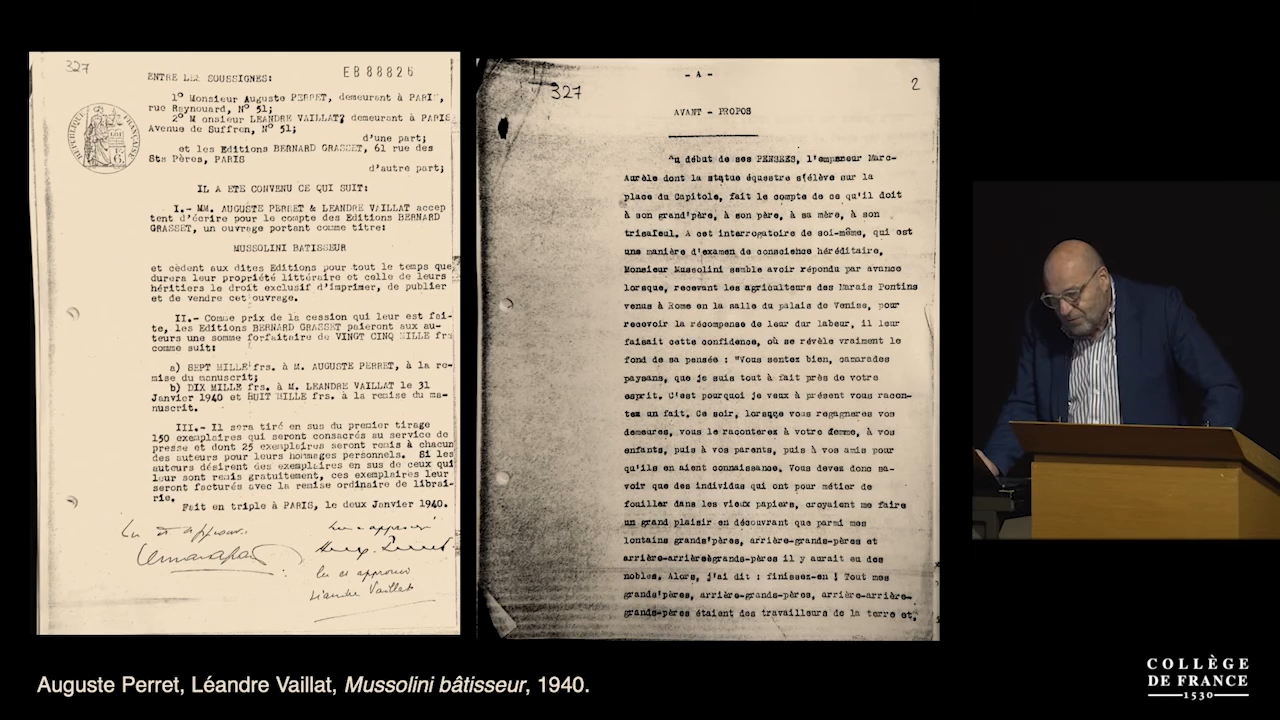 327
EB 88826
ENTRE LES SOUSSIGNES:
1º Monsieur Auguste PERRET, demeurant à PARIS,
rue Raynouard, Nº 51;
2º M onsieur LEANDRE VAILLAT? demeurant à PARIS
Avenue de Suffren, Nº 51;
d'une part;
et les Editions BERNARD GRASSET, 61 rue des
Sts Pères, PARIS
d'autre part;
IL A ETE CONVENU CE QUI SUIT:
I.- MM. AUGUSTE PERRET & LEANDRE VAILLAT accep
tent d'écrire pour le compte des Editions BERNARD
GRASSET, un ouvrage portant comme titre:
MUSSOLINI BATISSEUR
et cèdent aux dites Editions pour tout le temps que
durera leur propriété littéraire et celle de leurs
héritiers le droit exclusif d'imprimer, de publier
et de vendre cet ouvrage.
II.- Comme prix de la cession qui leur est fai-
te, les Editions BERNARD GRASSET paieront aux au-
teurs une somme forfaitaire de VINGT CINQ MILLE frs
comme suit:
a) SEPT MILLE frs. à M. AUGUSTE PERRET, à la re-
mise du manuscrit;
b) DIX MILLE frs. à M. LEANDRE VAILLAT le 31
Janvier 1940 et HUIT MILLE frs. à la remise du ma-
nuscrit.
III.- Il sera tiré en sus du premier tirage
150 exemplaires qui seront consacrés au service de
presse et dont 25 exemplaires seront remis à chacun
des auteurs pour leurs hommages personnels. Si les
auteurs désirent des exemplaires en sus de ceux qui
leur sont remis gratuitement, ces exemplaires leur
seront facturés avec la remise ordinaire de librai-
rie.
Fait en triple à PARIS, le deux Janvier 1940.
lu et approuvé
lu et approuvé
Léandre Vaillat
327
- A -
2
AVANT - PROPOS
Au début de ses PENSEES, l'empereur Marc-
Aurèle dont la statue équestre s'élève sur la
place du Capitole, fait le compte de ce qu'il doit
à son grand'père, à son père, à sa mère, à son
trisaïeul. A cet interrogatoire de soi-même, qui est
une manière d'examen de conscience héréditaire,
Monsieur Mussolini semble avoir répondu par avance
lorsque, recevant les agriculteurs des Marais Pontins
venus à Rome en la salle du palais de Venise, pour
recevoir la récompense de leur dur labeur, il leur
faisait cette confidence, où se révèle vraiment le
fond de sa pensée : "Vous sentez bien, camarades
paysans, que je suis tout à fait près de votre
esprit. C'est pourquoi je veux à présent vous racon-
tez un fait. Ce soir, lorsque vous regagnerez vos
demeures, vous le raconterez à votre femme, à vos
enfants, puis à vos parents, puis à vos amis pour
qu'ils en aient connaissance. Vous devez donc sa-
voir que des individus qui ont pour métier de
fouiller dans les vieux papiers, croyaient me faire
un grand plaisir en découvrant que parmi mes
lontains grands'pères, arrière-grands-pères et
arrière-arrièreègrands-pères il y aurait eu des
nobles. Alors, j'ai dit : finissez-en ! Tout mes
grands'pères, arrière-grands-pères, arrière-arrière-
grands-pères étaient des travailleurs de la terre et,
Auguste Perret, Léandre Vaillat, Mussolini bâtisseur, 1940.
COLLÈGE
DE FRANCE
1530